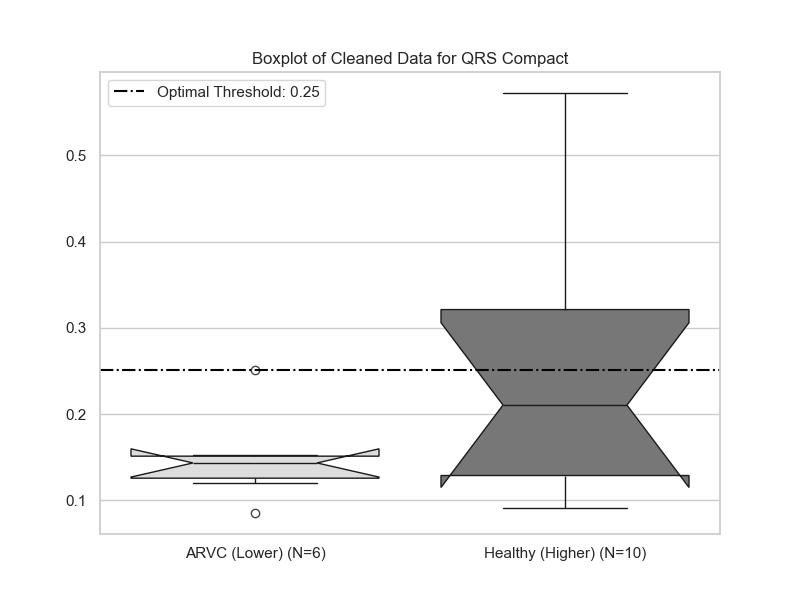 Boxplot of Cleaned Data for QRS Compact
Optimal Threshold: 0.25
0.5
0.4
0.3
0.2
0.1
ARVC (Lower) (N=6)
Healthy (Higher) (N=10)